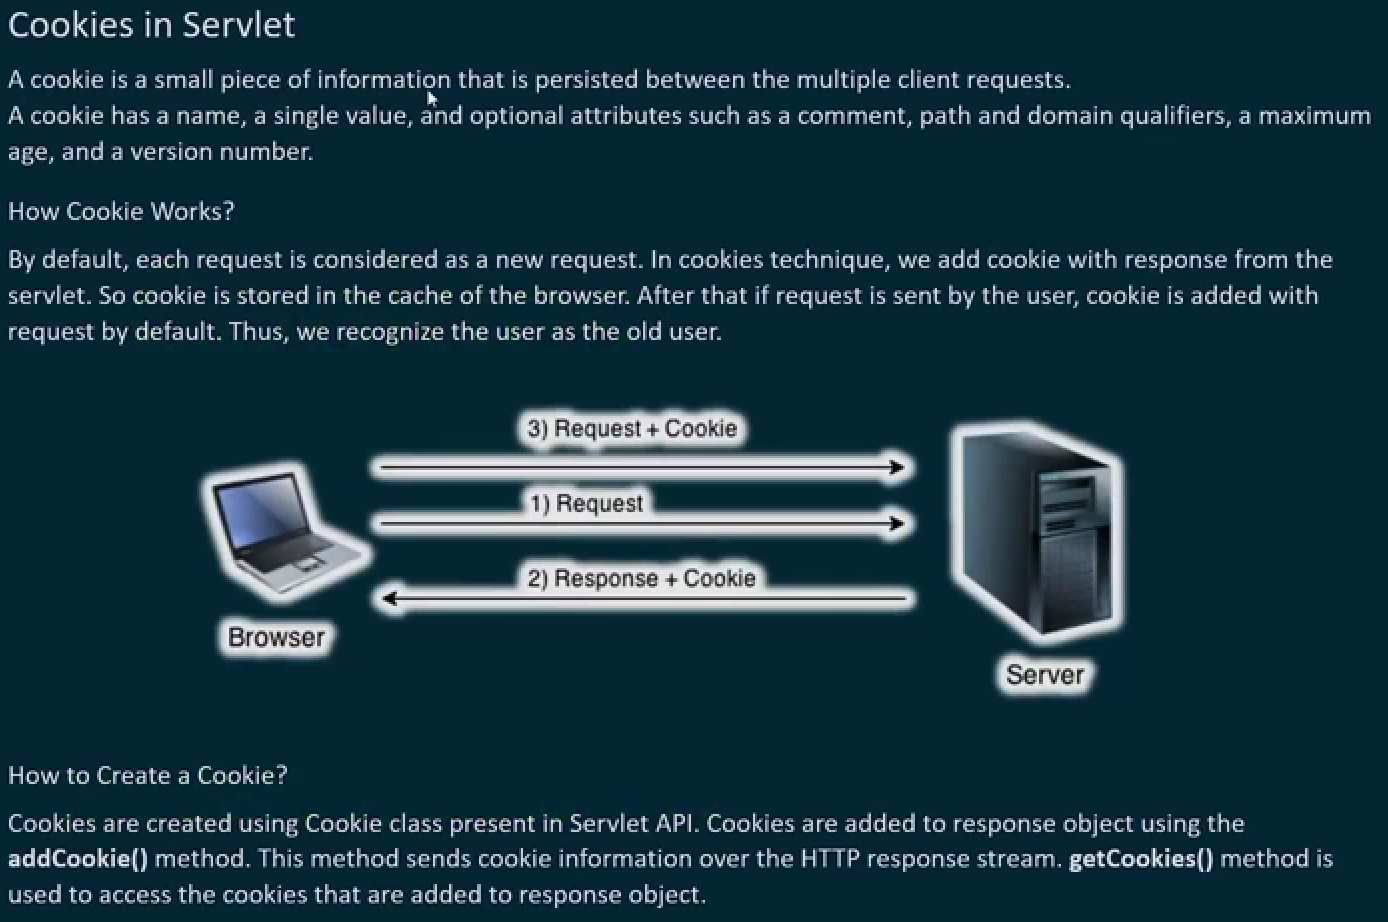 Cookies in Servlet
A cookie is a small piece of information that is persisted between the multiple client requests.
A cookie has a name, a single value, and optional attributes such as a comment, path and domain qualifiers, a maximum
age, and a version number.
How Cookie Works?
By default, each request is considered as a new request. In cookies technique, we add cookie with response from the
servlet. So cookie is stored in the cache of the browser. After that if request is sent by the user, cookie is added with
request by default. Thus, we recognize the user as the old user.
3) Request + Cookie
1) Request
2) Response + Cookie
Browser
Server
How to Create a Cookie?
Cookies are created using Cookie class present in Servlet API. Cookies are added to response object using the
addCookie() method. This method sends cookie information over the HTTP response stream. getCookies() method is
used to access the cookies that are added to response object.